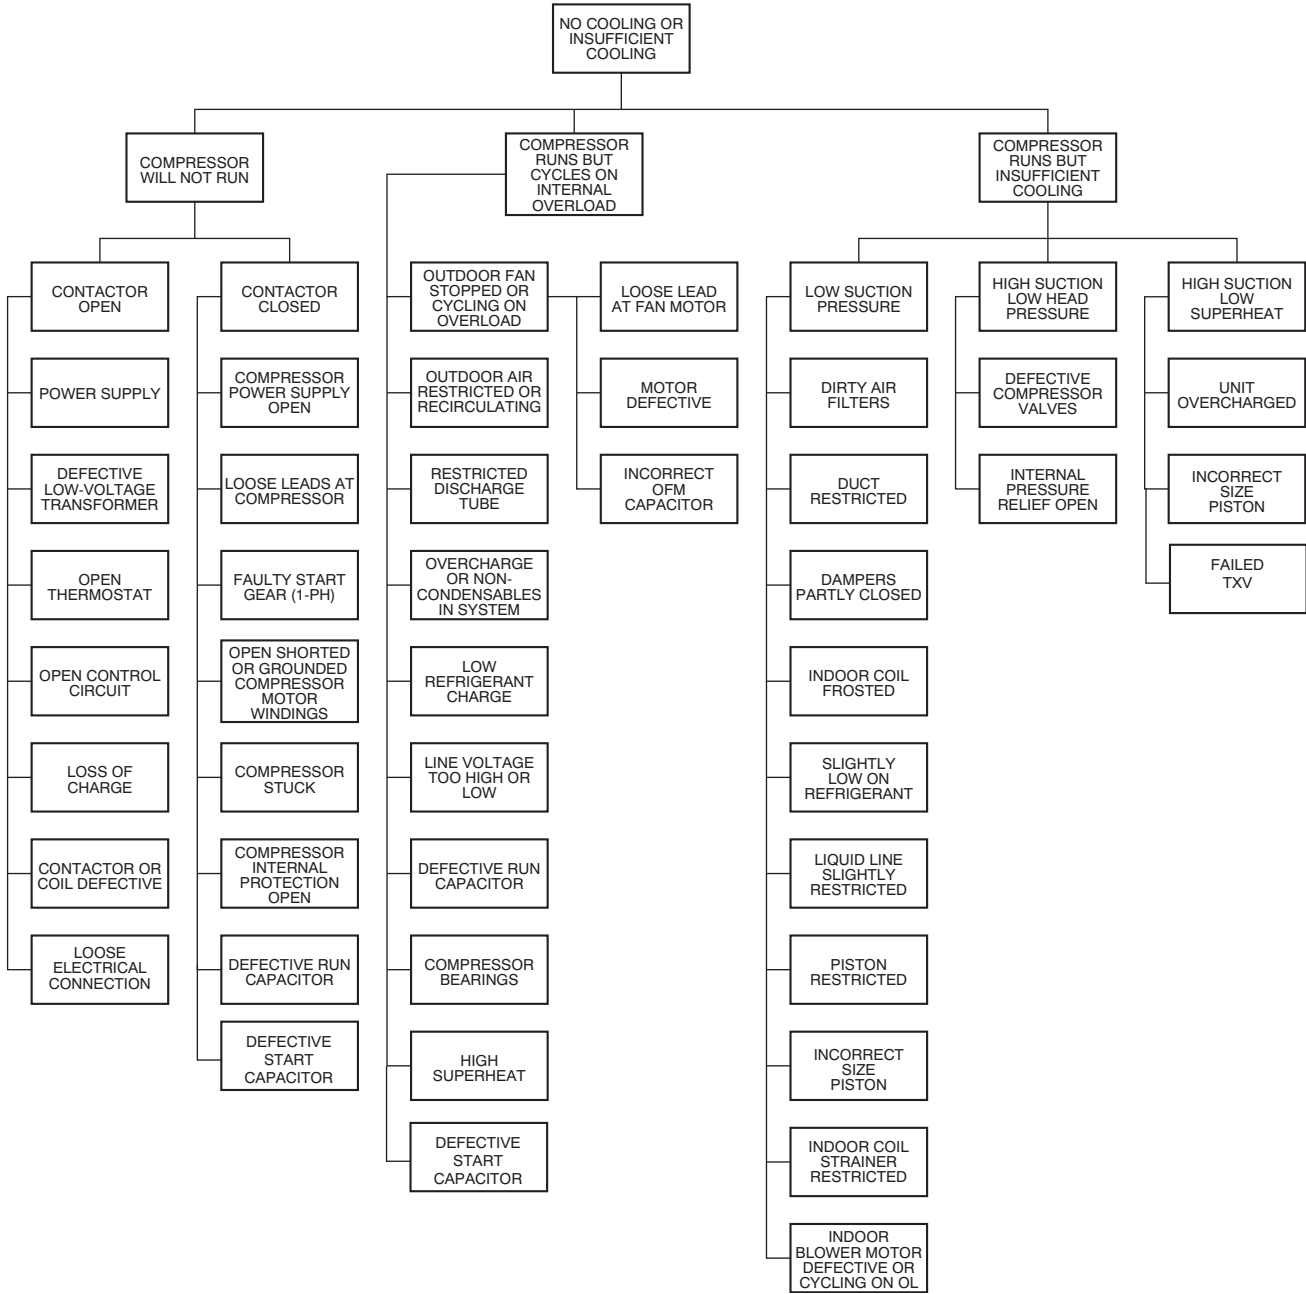 NO COOLING OR
INSUFFICIENT
COOLING
COMPRESSOR
WILL NOT RUN
COMPRESSOR
RUNS BUT
CYCLES ON
INTERNAL
OVERLOAD
COMPRESSOR
RUNS BUT
INSUFFICIENT
COOLING
CONTACTOR
OPEN
POWER SUPPLY
DEFECTIVE
LOW-VOLTAGE
TRANSFORMER
OPEN
THERMOSTAT
OPEN CONTROL
CIRCUIT
LOSS OF
CHARGE
CONTACTOR OR
COIL DEFECTIVE
LOOSE
ELECTRICAL
CONNECTION
CONTACTOR
CLOSED
COMPRESSOR
POWER SUPPLY
OPEN
LOOSE LEADS AT
COMPRESSOR
FAULTY START
GEAR (1-PH)
OPEN SHORTED
OR GROUNDED
COMPRESSOR
MOTOR
WINDINGS
COMPRESSOR
STUCK
COMPRESSOR
INTERNAL
PROTECTION
OPEN
DEFECTIVE RUN
CAPACITOR
DEFECTIVE
START
CAPACITOR
OUTDOOR FAN
STOPPED OR
CYCLING ON
OVERLOAD
OUTDOOR AIR
RESTRICTED OR
RECIRCULATING
RESTRICTED
DISCHARGE
TUBE
OVERCHARGE
OR NON-
CONDENSABLES
IN SYSTEM
LOW
REFRIGERANT
CHARGE
LINE VOLTAGE
TOO HIGH OR
LOW
DEFECTIVE RUN
CAPACITOR
COMPRESSOR
BEARINGS
HIGH
SUPERHEAT
DEFECTIVE
START
CAPACITOR
LOOSE LEAD
AT FAN MOTOR
MOTOR
DEFECTIVE
INCORRECT
OFM
CAPACITOR
LOW SUCTION
PRESSURE
DIRTY AIR
FILTERS
DUCT
RESTRICTED
DAMPERS
PARTLY CLOSED
INDOOR COIL
FROSTED
SLIGHTLY
LOW ON
REFRIGERANT
LIQUID LINE
SLIGHTLY
RESTRICTED
PISTON
RESTRICTED
INCORRECT
SIZE
PISTON
INDOOR COIL
STRAINER
RESTRICTED
INDOOR
BLOWER MOTOR
DEFECTIVE OR
CYCLING ON OL
HIGH SUCTION
LOW HEAD
PRESSURE
DEFECTIVE
COMPRESSOR
VALVES
INTERNAL
PRESSURE
RELIEF OPEN
HIGH SUCTION
LOW
SUPERHEAT
UNIT
OVERCHARGED
INCORRECT
SIZE
PISTON
FAILED
TXV